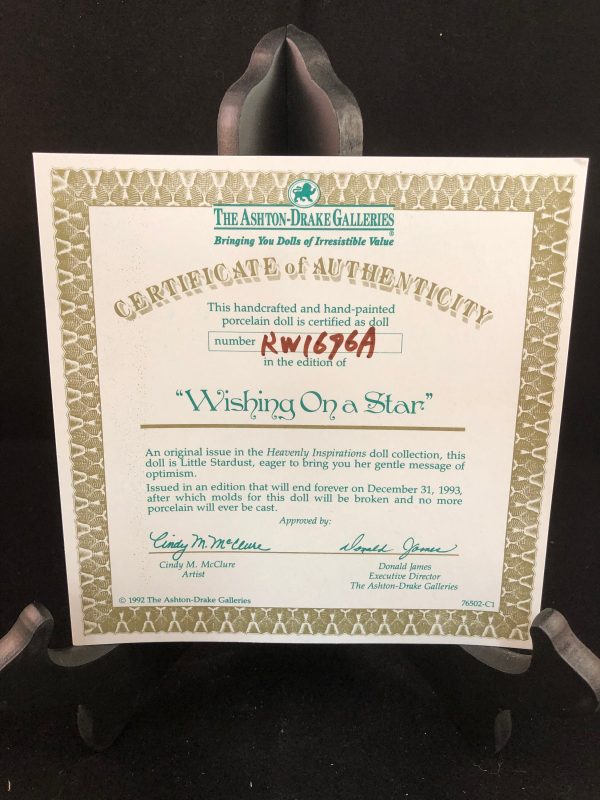 THE ASHTON-DRAKE GALLERIES
®
Bringing You Dolls of Irresistible Value
CERTIFICATE of AUTHENTICITY
This handcrafted and hand-painted
porcelain doll is certified as doll
number RW1696A
in the edition of
"Wishing On a Star"
An original issue in the Heavenly Inspirations doll collection, this
doll is Little Stardust, eager to bring you her gentle message of
optimism.
Issued in an edition that will end forever on December 31, 1993,
after which molds for this doll will be broken and no more
porcelain will ever be cast.
Approved by:
Cindy M. McClure
Donald James
Cindy M. McClure
Artist
Donald James
Executive Director
The Ashton-Drake Galleries
© 1992 The Ashton-Drake Galleries
76502-C1